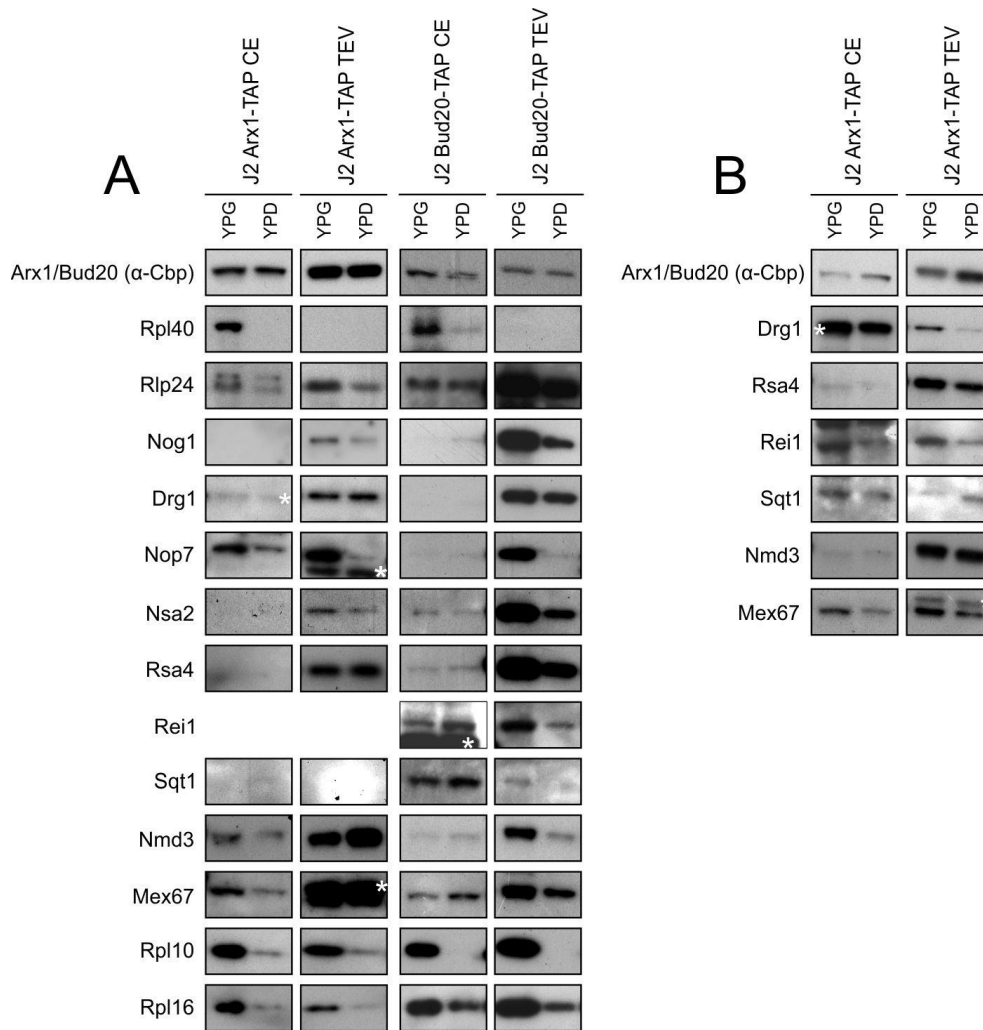 A
J2 Arx1-TAP CE
J2 Arx1-TAP TEV
J2 Bud20-TAP CE
J2 Bud20-TAP TEV
YPG YPD YPG YPD YPG YPD YPG YPD
Arx1/Bud20 (α-Cbp)
Rpl40
Rlp24
Nog1
Drg1 *
Nop7 *
Nsa2
Rsa4
Rei1 *
Sqt1
Nmd3
Mex67 *
Rpl10
Rpl16
B
J2 Arx1-TAP CE
J2 Arx1-TAP TEV
YPG YPD YPG YPD
Arx1/Bud20 (α-Cbp)
Drg1 *
Rsa4
Rei1
Sqt1
Nmd3
Mex67